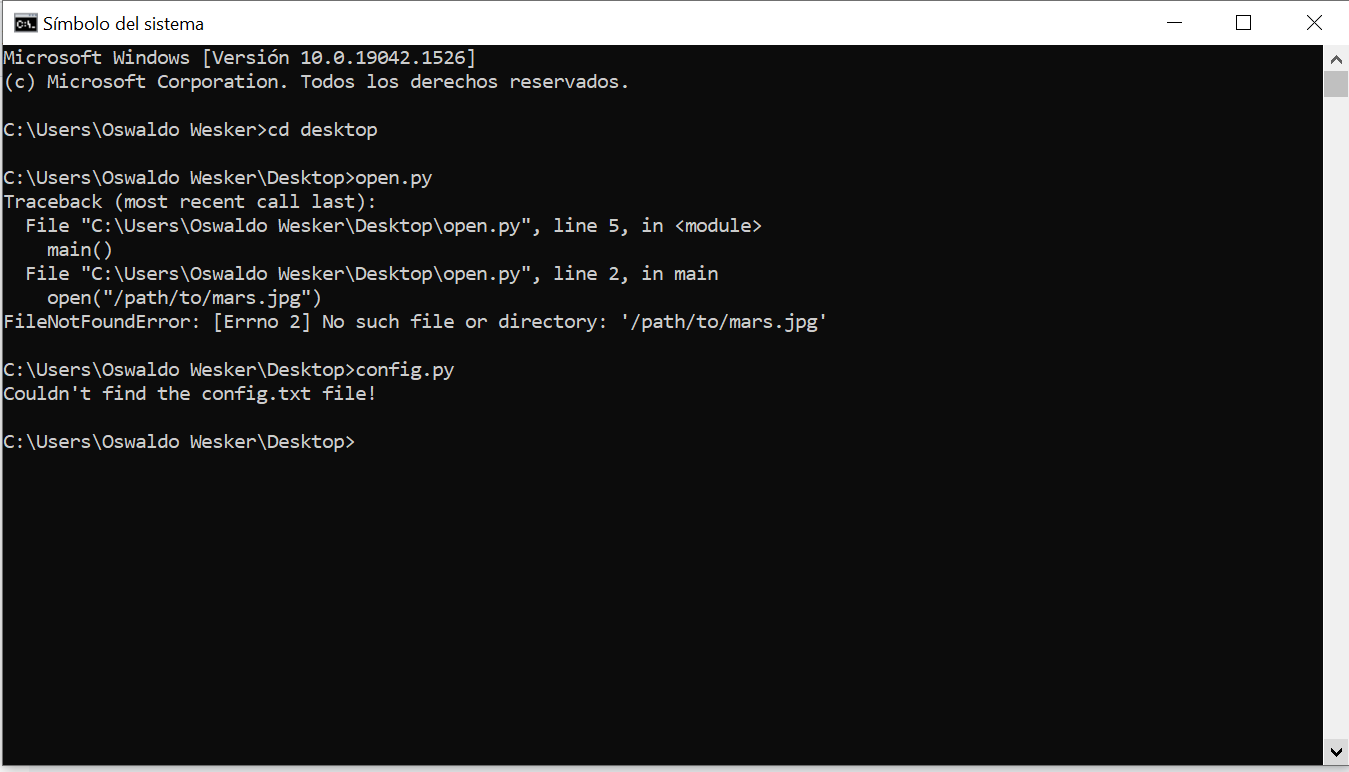 Símbolo del sistema
Microsoft Windows [Versión 10.0.19042.1526]
(c) Microsoft Corporation. Todos los derechos reservados.
C:\Users\Oswaldo Wesker>cd desktop
C:\Users\Oswaldo Wesker\Desktop>open.py
Traceback (most recent call last):
  File "C:\Users\Oswaldo Wesker\Desktop\open.py", line 5, in <module>
    main()
  File "C:\Users\Oswaldo Wesker\Desktop\open.py", line 2, in main
    open("/path/to/mars.jpg")
FileNotFoundError: [Errno 2] No such file or directory: '/path/to/mars.jpg'
C:\Users\Oswaldo Wesker\Desktop>config.py
Couldn't find the config.txt file!
C:\Users\Oswaldo Wesker\Desktop>